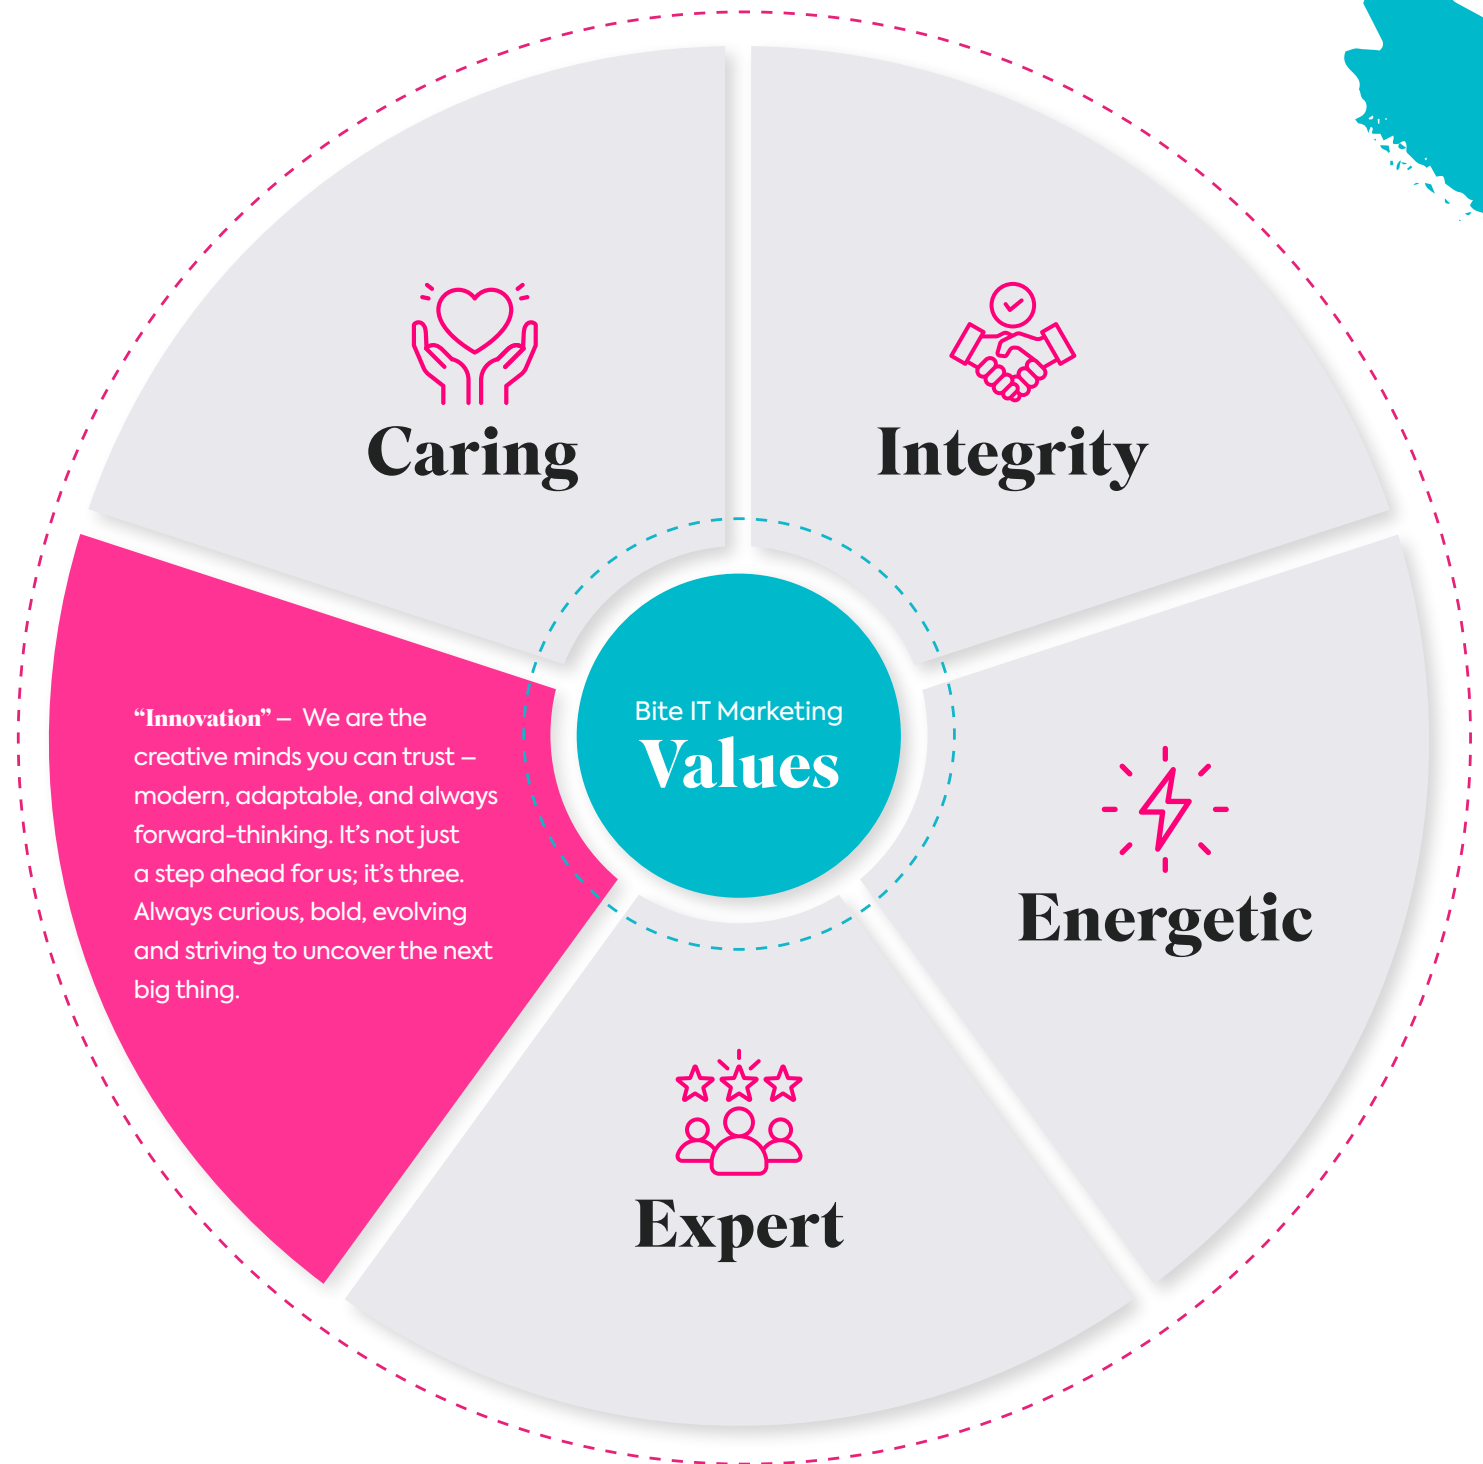 Caring
Integrity
Bite IT Marketing
Values
“Innovation” – We are the
creative minds you can trust –
modern, adaptable, and always
forward-thinking. It’s not just
a step ahead for us; it’s three.
Always curious, bold, evolving
and striving to uncover the next
big thing.
Energetic
Expert